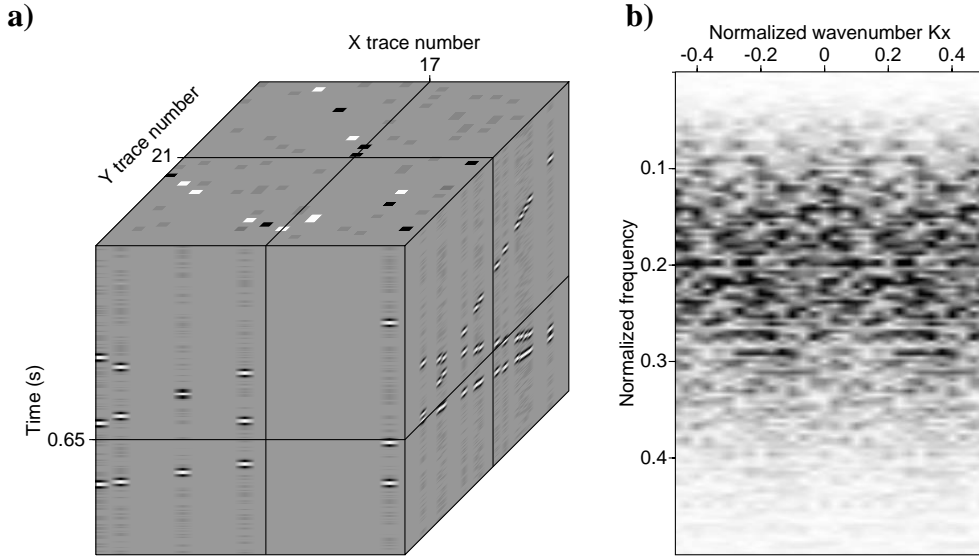 a)
X trace number
17
Y trace number
21
Time (s)
0.65
b)
Normalized wavenumber Kx
-0.4 -0.2 0 0.2 0.4
Normalized frequency
0.1
0.2
0.3
0.4